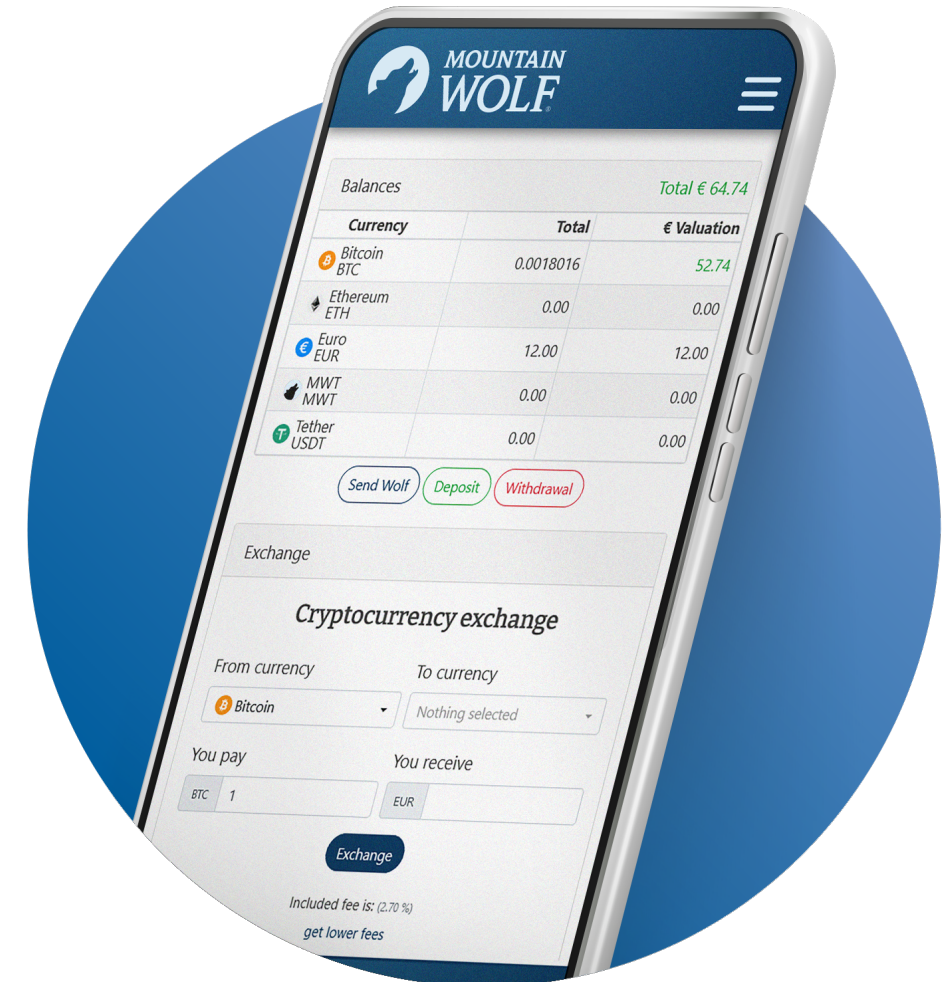 MOUNTAIN
WOLF®
Balances Total € 64.74
Currency Total € Valuation
Bitcoin
BTC 0.0018016 52.74
Ethereum
ETH 0.00 0.00
Euro
EUR 12.00 12.00
MWT
MWT 0.00 0.00
Tether
USDT 0.00 0.00
Send Wolf Deposit Withdrawal
Exchange
Cryptocurrency exchange
From currency To currency
Bitcoin Nothing selected
You pay You receive
BTC 1 EUR
Exchange
Included fee is: (2.70 %)
get lower fees